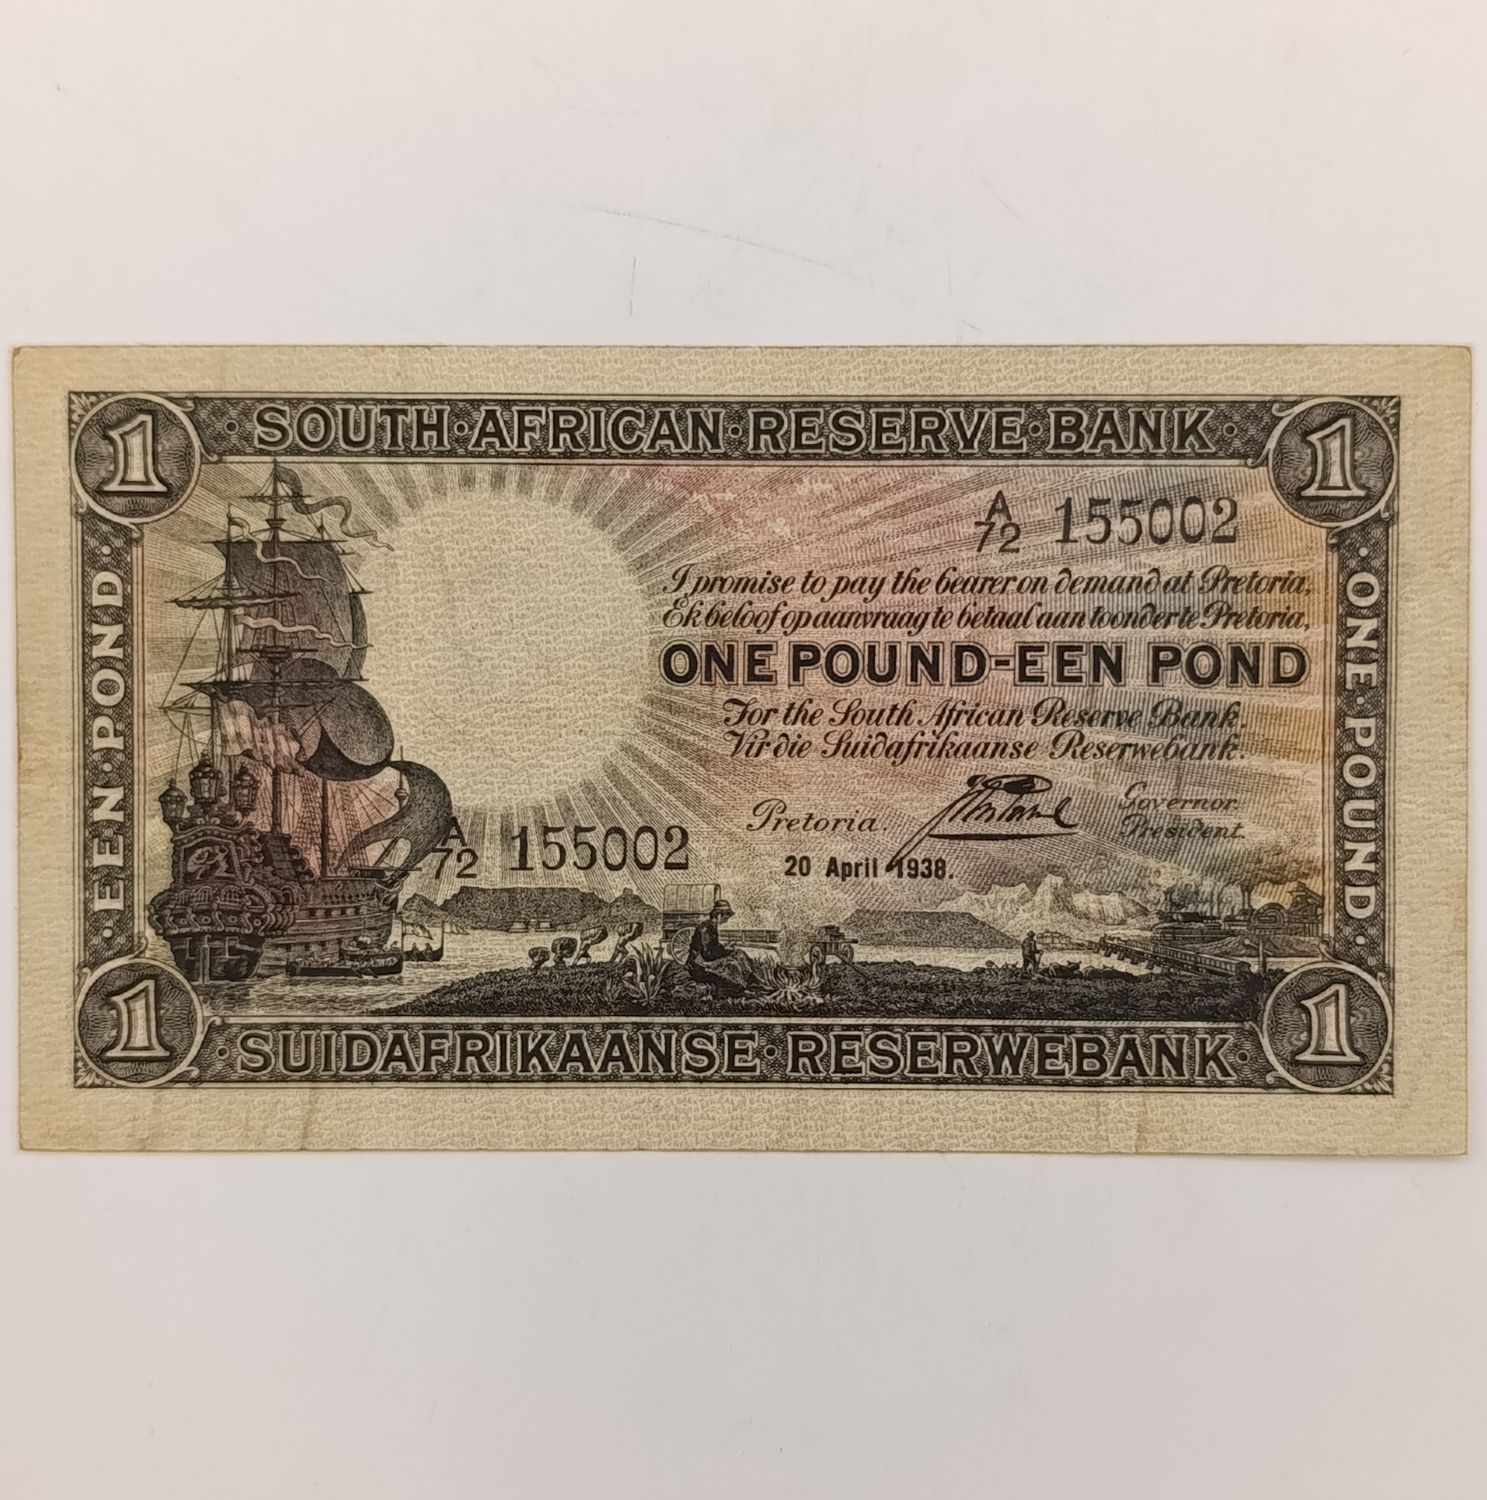 1 SOUTH·AFRICAN·RESERVE·BANK 1
A/72 155002
I promise to pay the bearer on demand at Pretoria,
Ek beloof op aanvraag te betaal aan toonder te Pretoria,
ONE POUND-EEN POND
For the South African Reserve Bank.
Vir die Suidafrikaanse Reserwebank.
Pretoria
Governor.
President.
20 April 1938.
A/72 155002
EEN·POND
ONE·POUND
1 SUIDAFRIKAANSE·RESERWEBANK 1